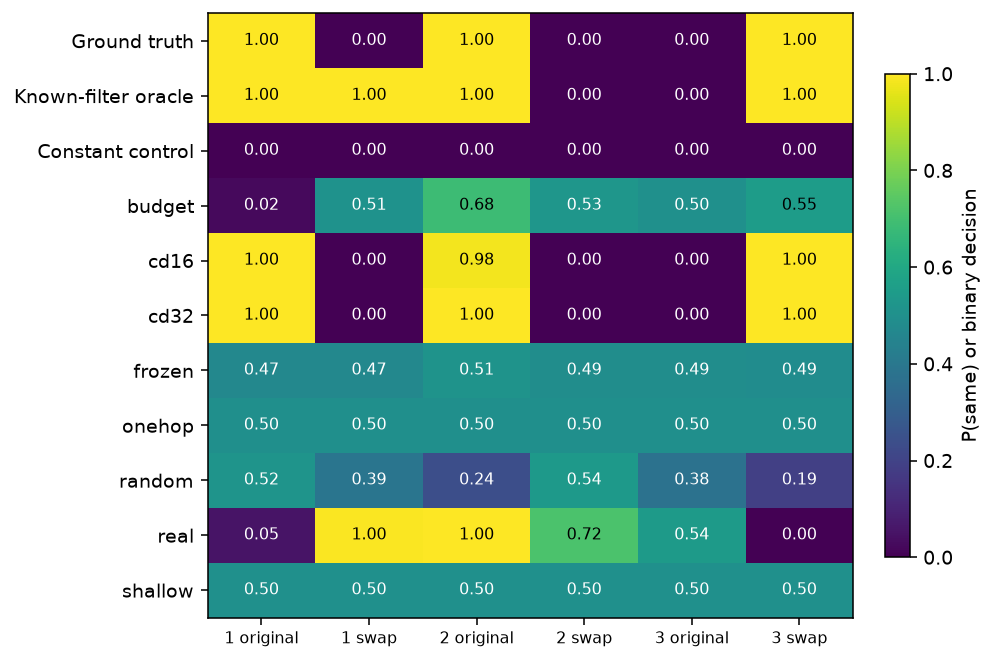 Ground truth 1.00 0.00 1.00 0.00 0.00 1.00
Known-filter oracle 1.00 1.00 1.00 0.00 0.00 1.00
Constant control 0.00 0.00 0.00 0.00 0.00 0.00
budget 0.02 0.51 0.68 0.53 0.50 0.55
cd16 1.00 0.00 0.98 0.00 0.00 1.00
cd32 1.00 0.00 1.00 0.00 0.00 1.00
frozen 0.47 0.47 0.51 0.49 0.49 0.49
onehop 0.50 0.50 0.50 0.50 0.50 0.50
random 0.52 0.39 0.24 0.54 0.38 0.19
real 0.05 1.00 1.00 0.72 0.54 0.00
shallow 0.50 0.50 0.50 0.50 0.50 0.50
1 original 1 swap 2 original 2 swap 3 original 3 swap
1.0
0.8
0.6
0.4
0.2
0.0
P(same) or binary decision